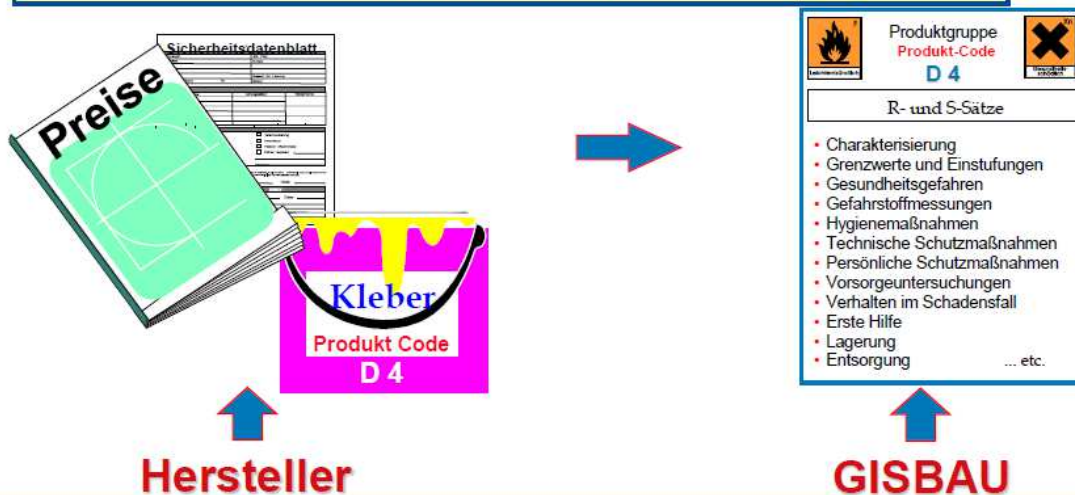 Sicherheitsdatenblatt
Preise
Kleber
Produkt Code
D 4
Hersteller
Produktgruppe
Produkt-Code
D 4
R- und S-Sätze
• Charakterisierung
• Grenzwerte und Einstufungen
• Gesundheitsgefahren
• Gefahrstoffmessungen
• Hygienemaßnahmen
• Technische Schutzmaßnahmen
• Persönliche Schutzmaßnahmen
• Vorsorgeuntersuchungen
• Verhalten im Schadensfall
• Erste Hilfe
• Lagerung
• Entsorgung ... etc.
GISBAU